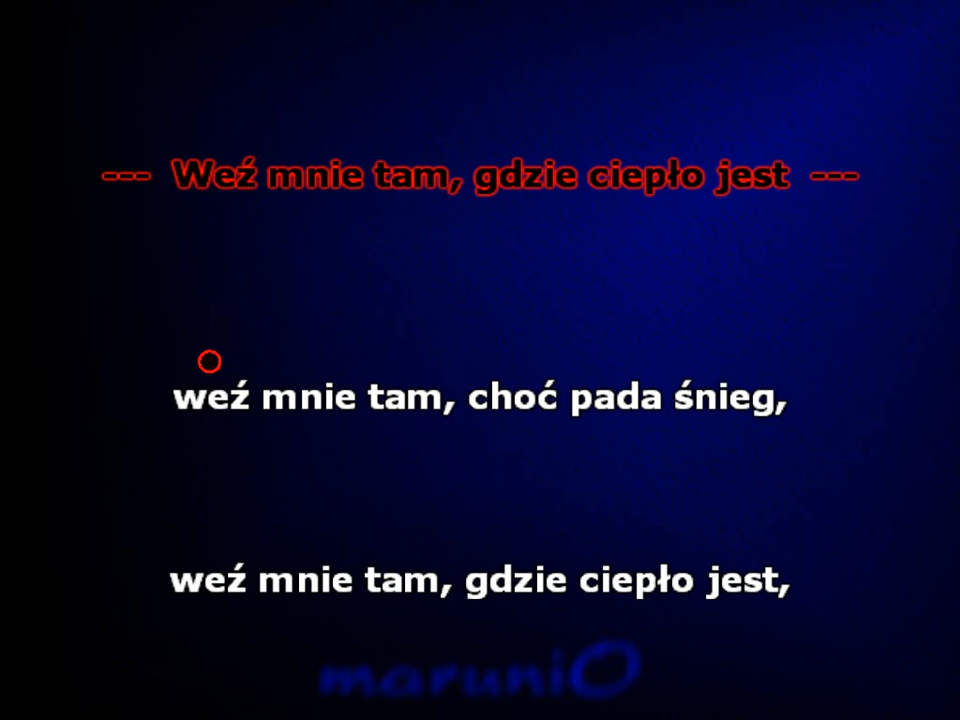 --- Weź mnie tam, gdzie ciepło jest ---
weź mnie tam, choć pada śnieg,
weź mnie tam, gdzie ciepło jest,
maruniO